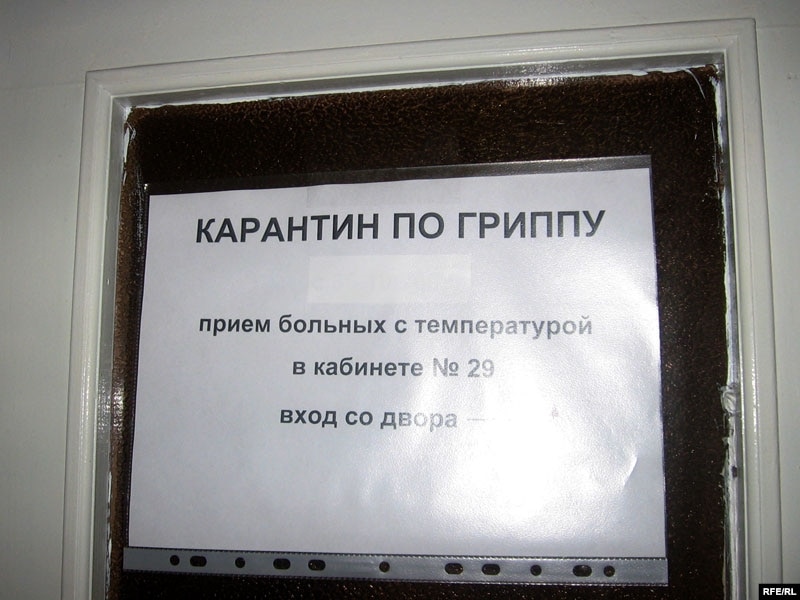 КАРАНТИН ПО ГРИППУ
прием больных с температурой
в кабинете № 29
вход со двора –
RFE/RL